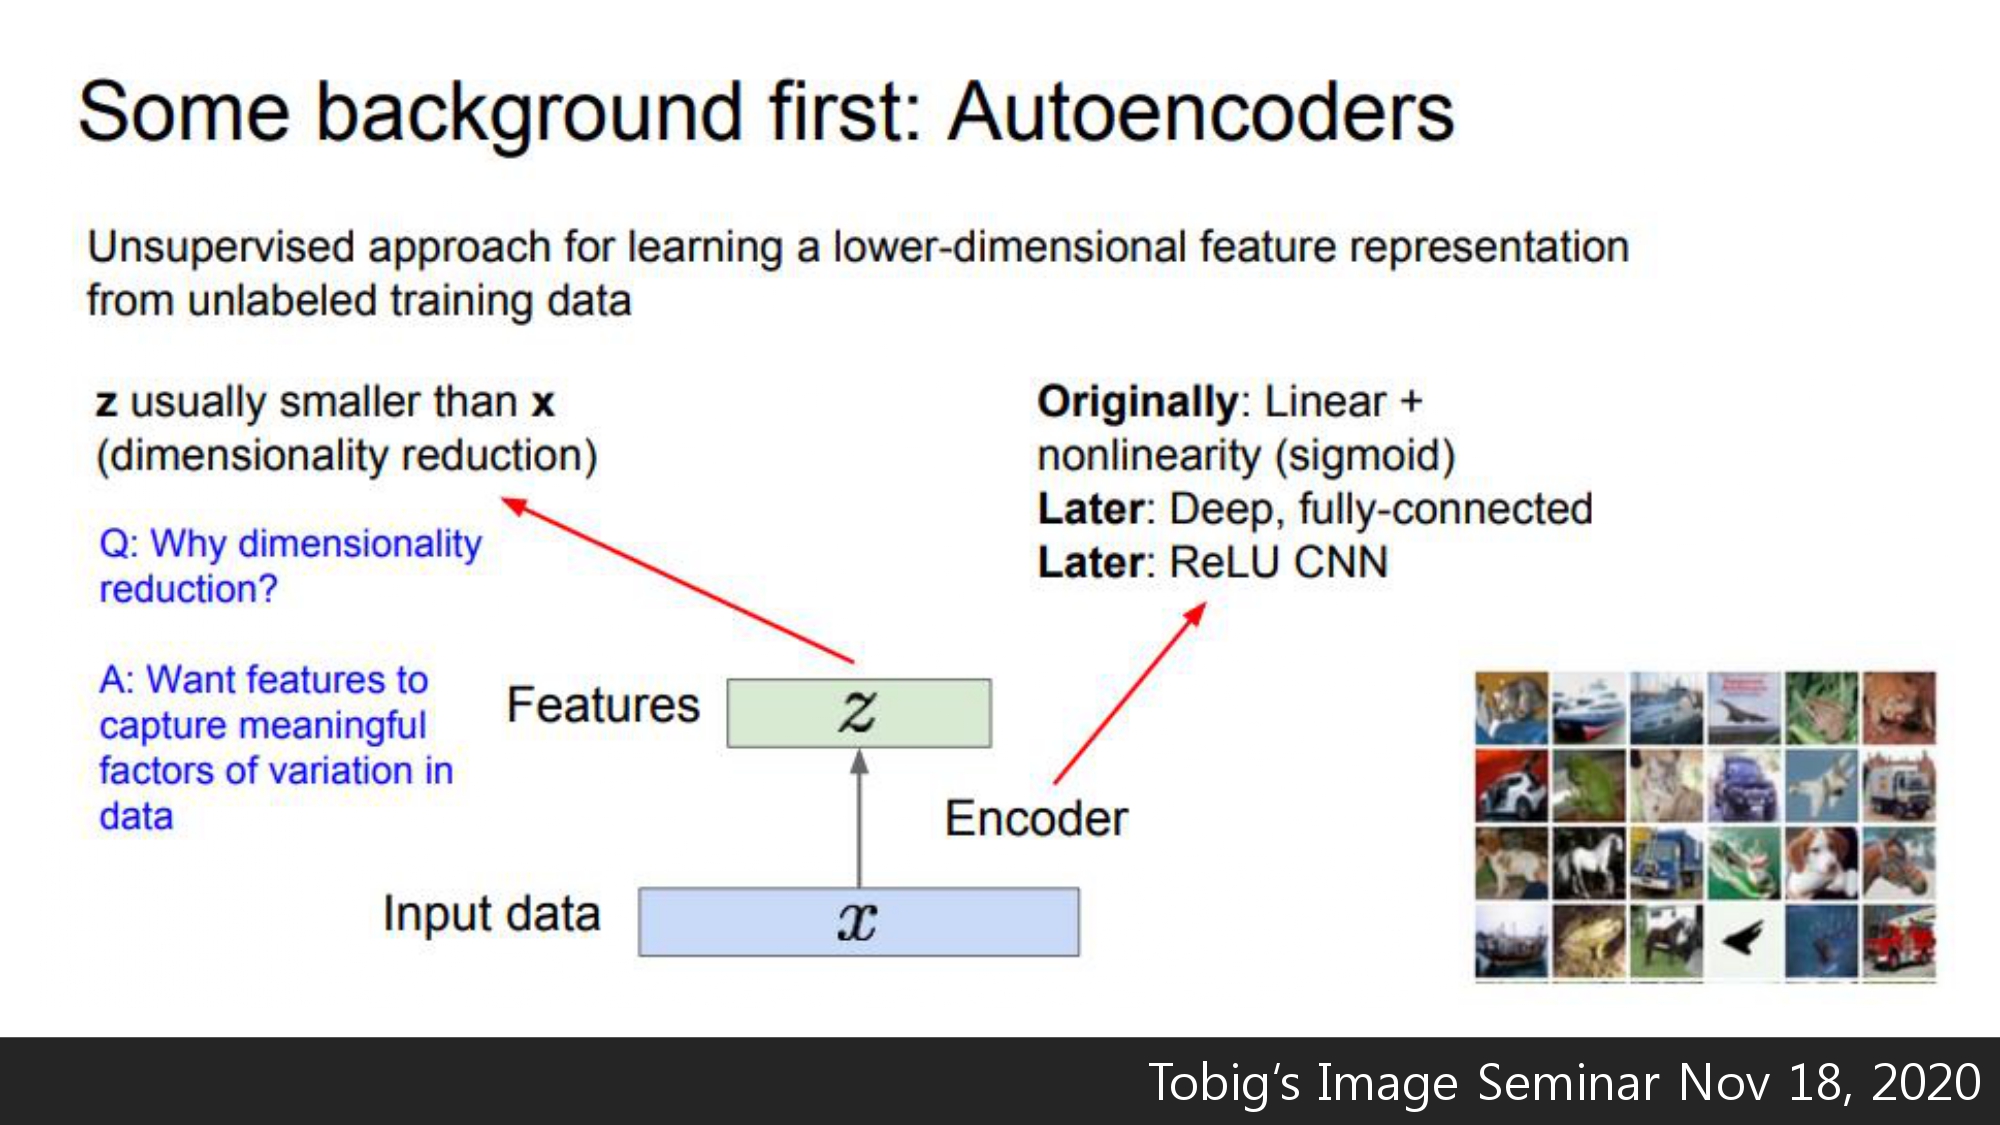 Some background first: Autoencoders
Unsupervised approach for learning a lower-dimensional feature representation
from unlabeled training data
z usually smaller than x
(dimensionality reduction)
Q: Why dimensionality
reduction?
A: Want features to
capture meaningful
factors of variation in
data
Originally: Linear +
nonlinearity (sigmoid)
Later: Deep, fully-connected
Later: ReLU CNN
Features
z
Encoder
Input data
x
Tobig's Image Seminar Nov 18, 2020